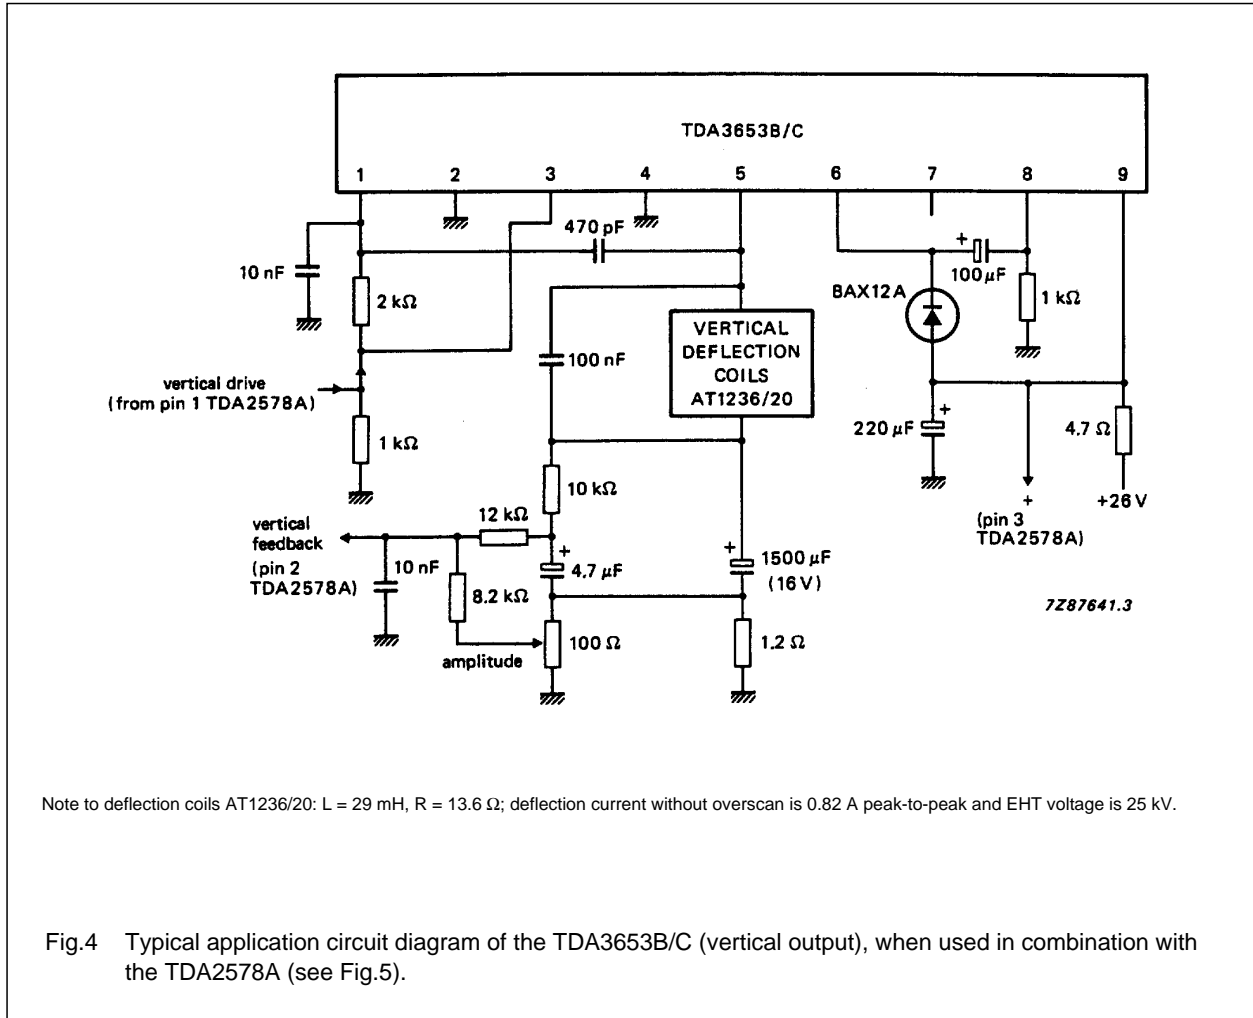 TDA3653B/C
1 2 3 4 5 6 7 8 9
470 pF
10 nF
2 kΩ
+
100 µF
BAX12A
1 kΩ
VERTICAL
DEFLECTION
COILS
AT1236/20
100 nF
vertical drive
(from pin 1 TDA2578A)
1 kΩ
220 µF
+
4.7 Ω
10 kΩ
+
(pin 3
TDA2578A)
+26 V
12 kΩ
vertical
feedback
(pin 2
TDA2578A)
10 nF
+
4.7 µF
+
1500 µF
(16 V)
8.2 kΩ
7Z87641.3
amplitude
100 Ω
1.2 Ω
Note to deflection coils AT1236/20: L = 29 mH, R = 13.6 Ω; deflection current without overscan is 0.82 A peak-to-peak and EHT voltage is 25 kV.
Fig.4 Typical application circuit diagram of the TDA3653B/C (vertical output), when used in combination with
the TDA2578A (see Fig.5).